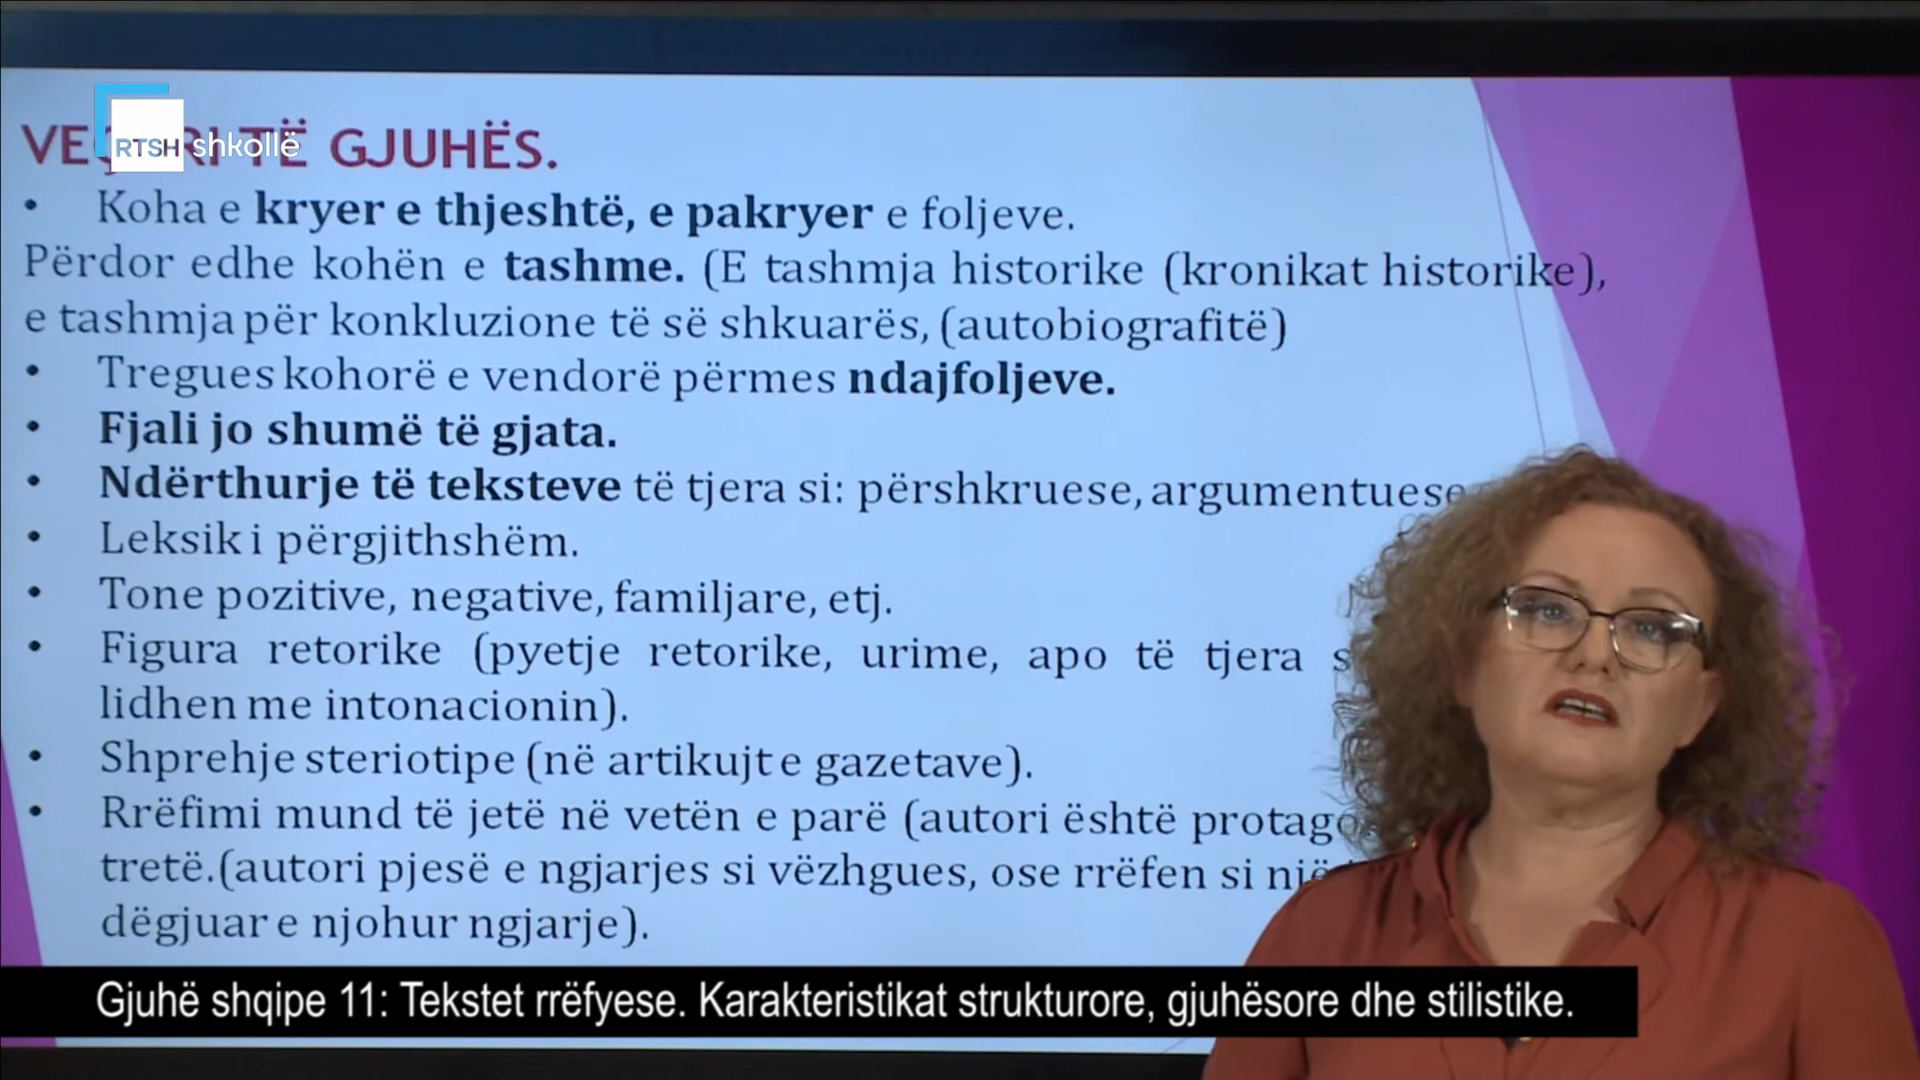 RTSH shkollë
TË GJUHËS.
• Koha e kryer e thjeshtë, e pakryer e foljeve.
Përdor edhe kohën e tashme. (E tashmja historike (kronikat historike),
e tashmja për konkluzione të së shkuarës, (autobiografitë)
• Tregues kohorë e vendorë përmes ndajfoljeve.
• Fjali jo shumë të gjata.
• Ndërthurje të teksteve të tjera si: përshkruese, argumentuese
• Leksik i përgjithshëm.
• Tone pozitive, negative, familjare, etj.
• Figura retorike (pyetje retorike, urime, apo të tjera
lidhen me intonacionin).
• Shprehje steriotipe (në artikujt e gazetave).
• Rrëfimi mund të jetë në vetën e parë (autori është
tretë.(autori pjesë e ngjarjes si vëzhgues, ose rrëfen si një
dëgjuar e njohur ngjarje).
Gjuhë shqipe 11: Tekstet rrëfyese. Karakteristikat strukturore, gjuhësore dhe stilistike.